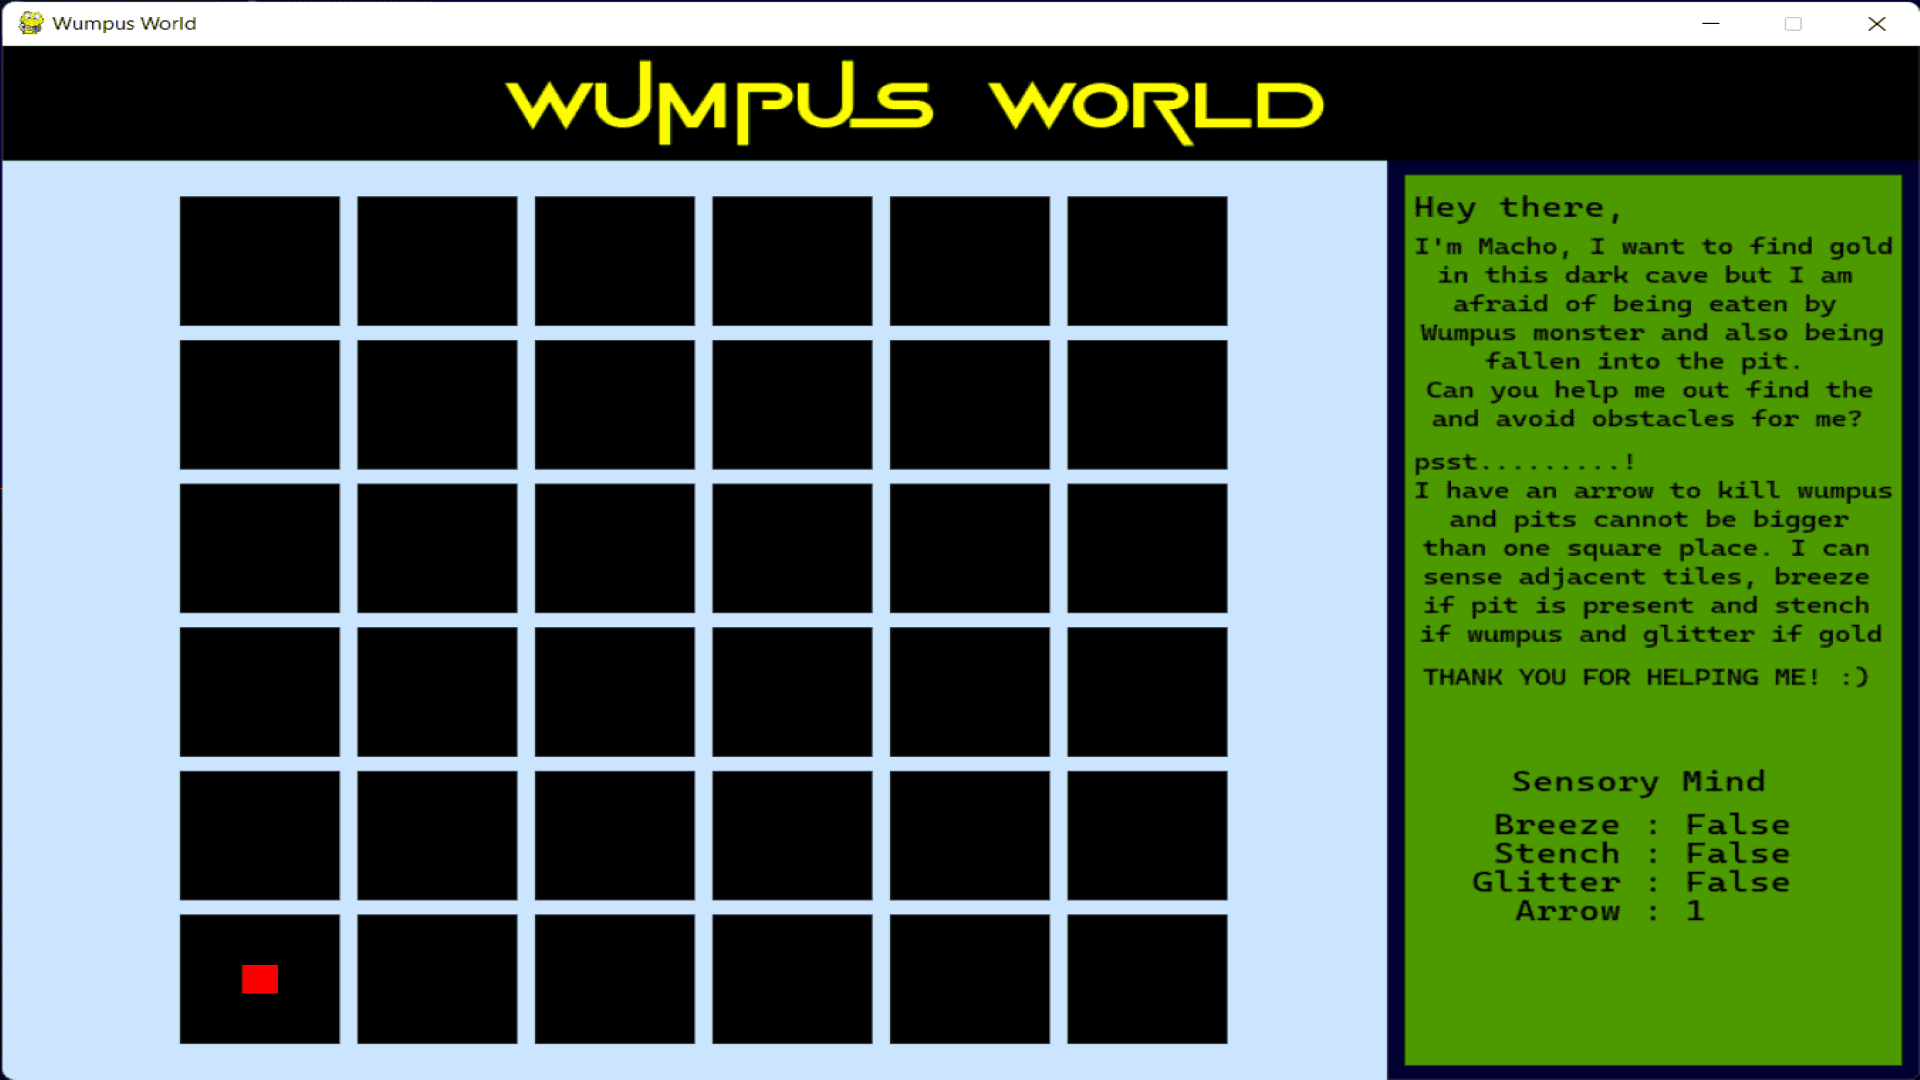 Wumpus World
WUMPUS WORLD
Hey there,
I'm Macho, I want to find gold
in this dark cave but I am
afraid of being eaten by
Wumpus monster and also being
fallen into the pit.
Can you help me out find the
and avoid obstacles for me?
psst.........!
I have an arrow to kill wumpus
and pits cannot be bigger
than one square place. I can
sense adjacent tiles, breeze
if pit is present and stench
if wumpus and glitter if gold
THANK YOU FOR HELPING ME! :)
Sensory Mind
Breeze : False
Stench : False
Glitter : False
Arrow : 1